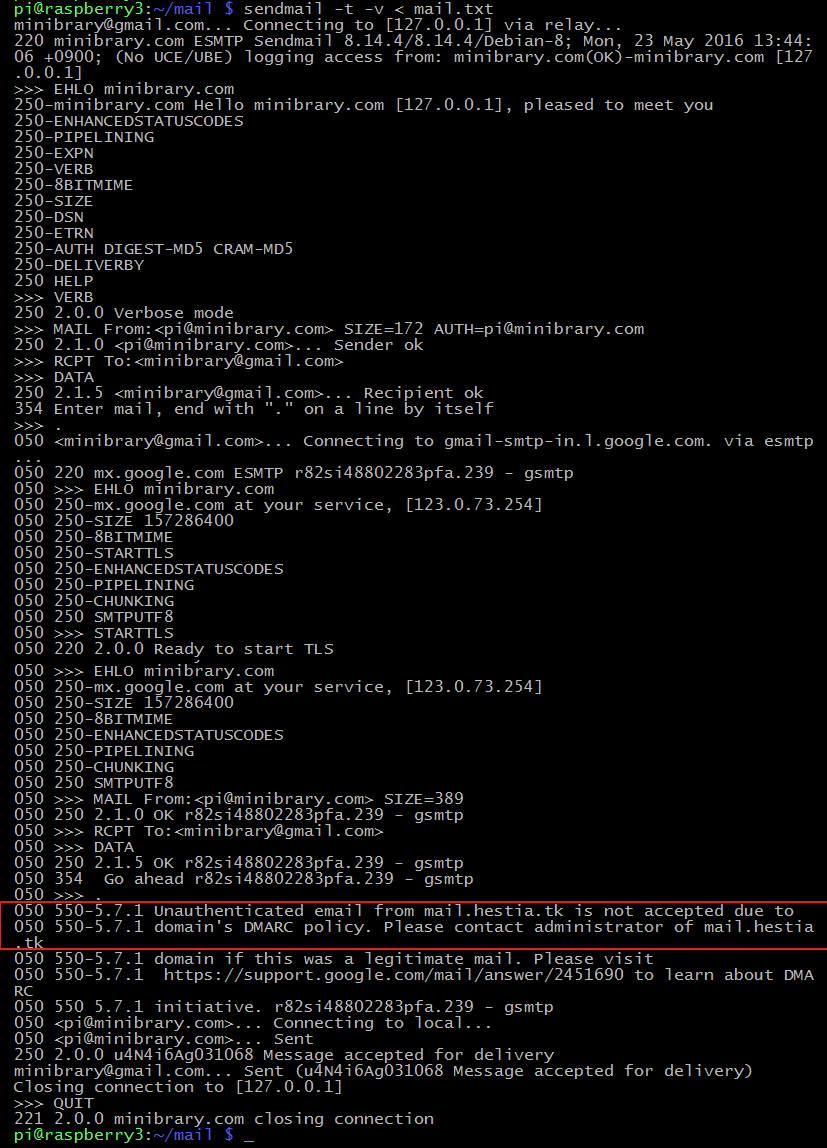 pi@raspberry3:~/mail $ sendmail -t -v < mail.txt
minibrary@gmail.com... Connecting to [127.0.0.1] via relay...
220 minibrary.com ESMTP Sendmail 8.14.4/8.14.4/Debian-8; Mon, 23 May 2016 13:44:
06 +0900; (No UCE/UBE) logging access from: minibrary.com(OK)-minibrary.com [127
.0.0.1]
>>> EHLO minibrary.com
250-minibrary.com Hello minibrary.com [127.0.0.1], pleased to meet you
250-ENHANCEDSTATUSCODES
250-PIPELINING
250-EXPN
250-VERB
250-8BITMIME
250-SIZE
250-DSN
250-ETRN
250-AUTH DIGEST-MD5 CRAM-MD5
250-DELIVERBY
250 HELP
>>> VERB
250 2.0.0 Verbose mode
>>> MAIL From:<pi@minibrary.com> SIZE=172 AUTH=pi@minibrary.com
250 2.1.0 <pi@minibrary.com>... Sender ok
>>> RCPT To:<minibrary@gmail.com>
>>> DATA
250 2.1.5 <minibrary@gmail.com>... Recipient ok
354 Enter mail, end with "." on a line by itself
>>> .
050 <minibrary@gmail.com>... Connecting to gmail-smtp-in.l.google.com. via esmtp
...
050 220 mx.google.com ESMTP r82si48802283pfa.239 - gsmtp
050 >>> EHLO minibrary.com
050 250-mx.google.com at your service, [123.0.73.254]
050 250-SIZE 157286400
050 250-8BITMIME
050 250-STARTTLS
050 250-ENHANCEDSTATUSCODES
050 250-PIPELINING
050 250-CHUNKING
050 250 SMTPUTF8
050 >>> STARTTLS
050 220 2.0.0 Ready to start TLS
050 >>> EHLO minibrary.com
050 250-mx.google.com at your service, [123.0.73.254]
050 250-SIZE 157286400
050 250-8BITMIME
050 250-ENHANCEDSTATUSCODES
050 250-PIPELINING
050 250-CHUNKING
050 250 SMTPUTF8
050 >>> MAIL From:<pi@minibrary.com> SIZE=389
050 250 2.1.0 OK r82si48802283pfa.239 - gsmtp
050 >>> RCPT To:<minibrary@gmail.com>
050 >>> DATA
050 250 2.1.5 OK r82si48802283pfa.239 - gsmtp
050 354  Go ahead r82si48802283pfa.239 - gsmtp
050 >>> .
050 550-5.7.1 Unauthenticated email from mail.hestia.tk is not accepted due to
050 550-5.7.1 domain's DMARC policy. Please contact administrator of mail.hestia
.tk
050 550-5.7.1 domain if this was a legitimate mail. Please visit
050 550-5.7.1  https://support.google.com/mail/answer/2451690 to learn about DMA
RC
050 550 5.7.1 initiative. r82si48802283pfa.239 - gsmtp
050 <pi@minibrary.com>... Connecting to local...
050 <pi@minibrary.com>... Sent
250 2.0.0 u4N4i6Ag031068 Message accepted for delivery
minibrary@gmail.com... Sent (u4N4i6Ag031068 Message accepted for delivery)
Closing connection to [127.0.0.1]
>>> QUIT
221 2.0.0 minibrary.com closing connection
pi@raspberry3:~/mail $ _